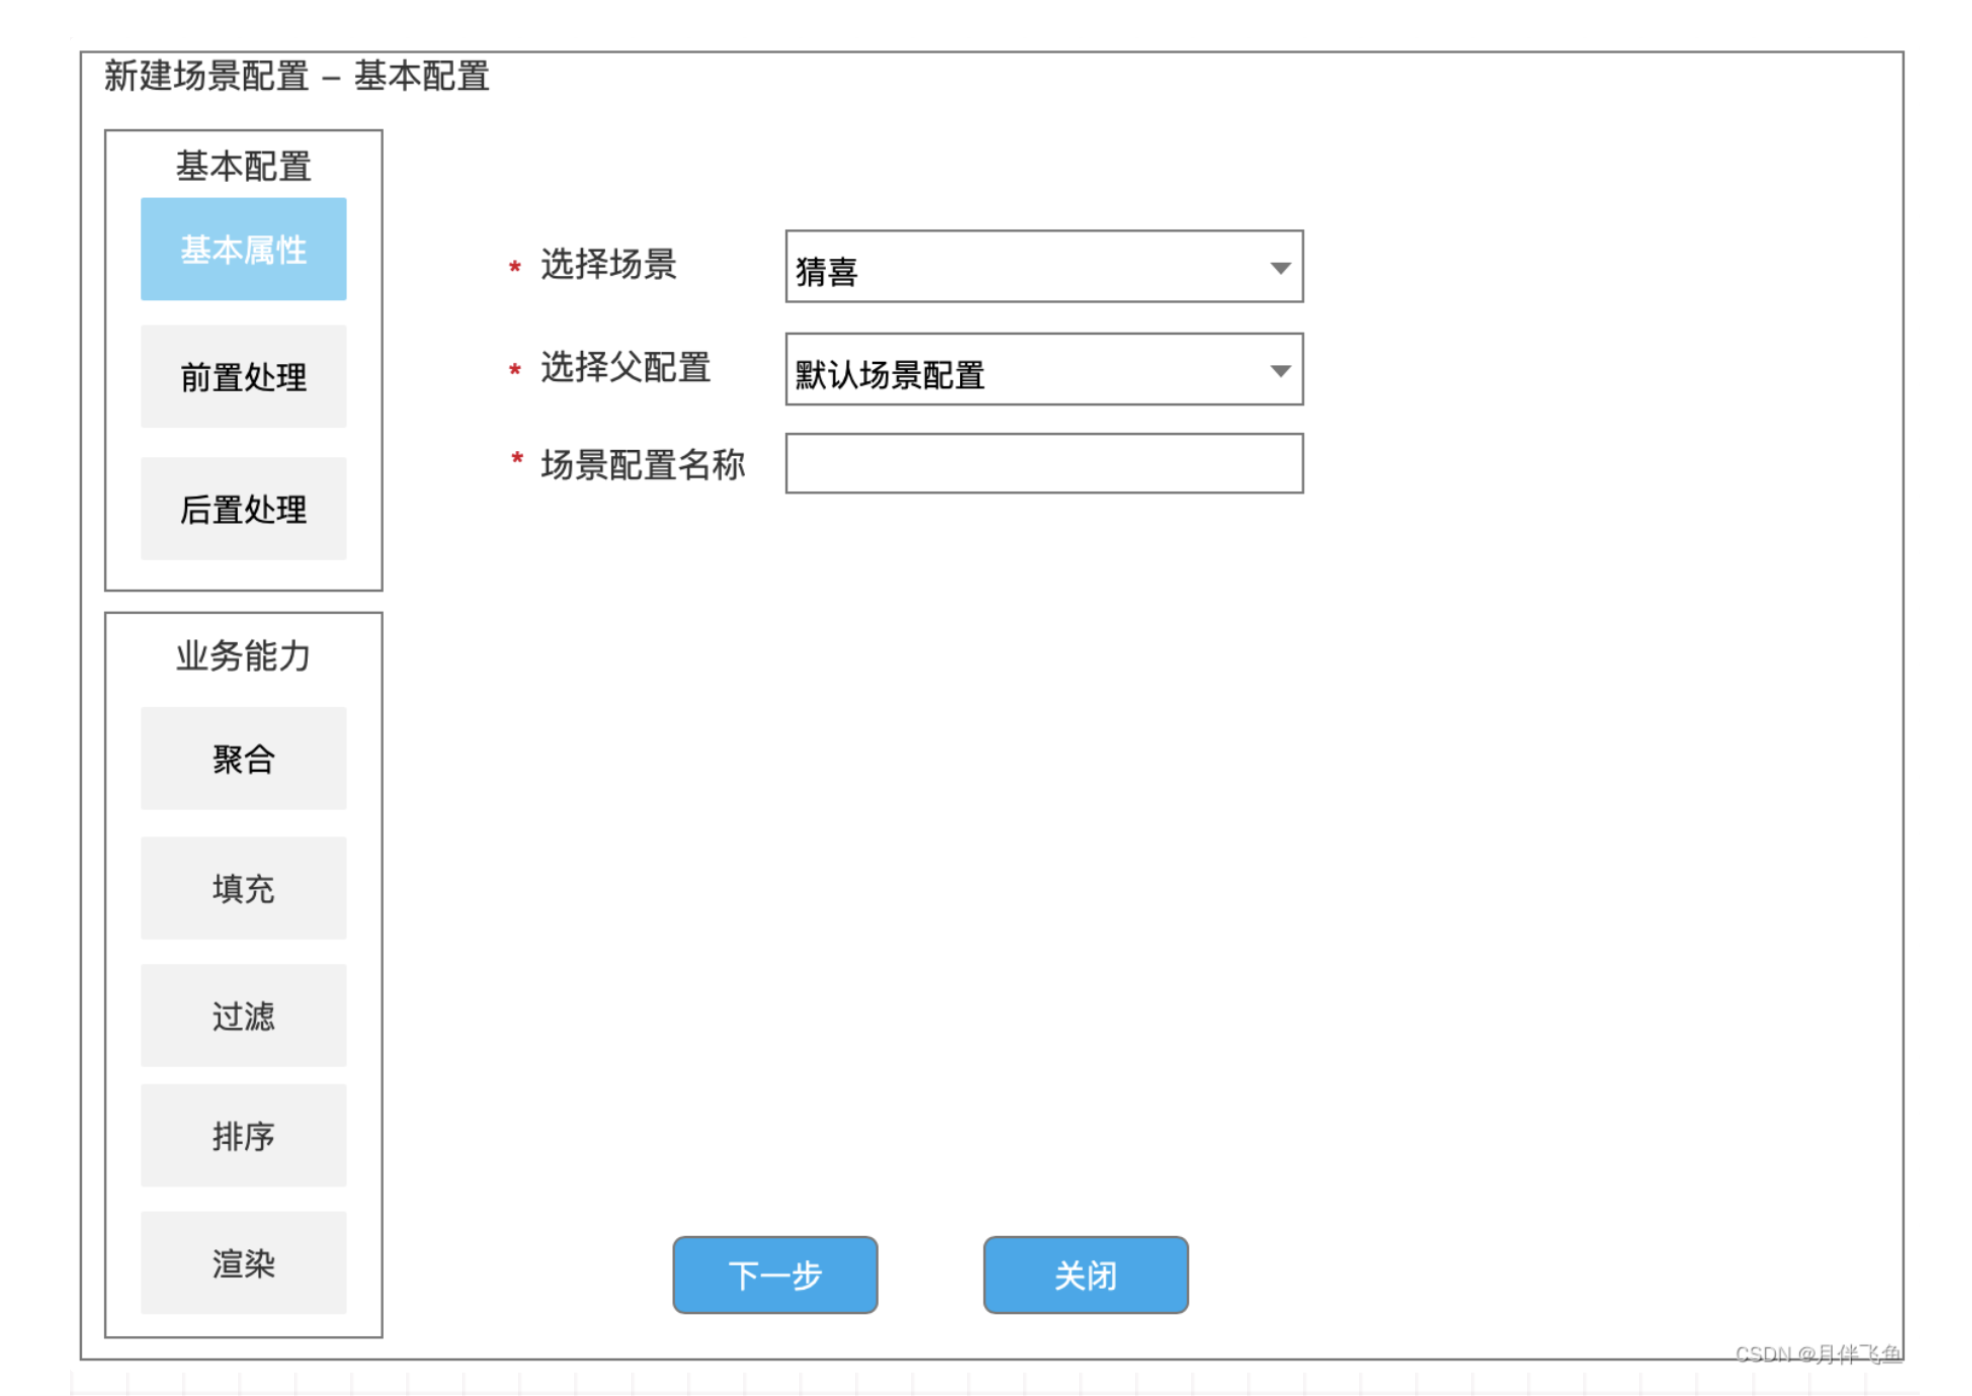 新建场景配置 – 基本配置
基本配置
基本属性
前置处理
后置处理
业务能力
聚合
填充
过滤
排序
渲染
* 选择场景 猜喜
* 选择父配置 默认场景配置
* 场景配置名称
下一步 关闭
CSDN @月伴飞鱼